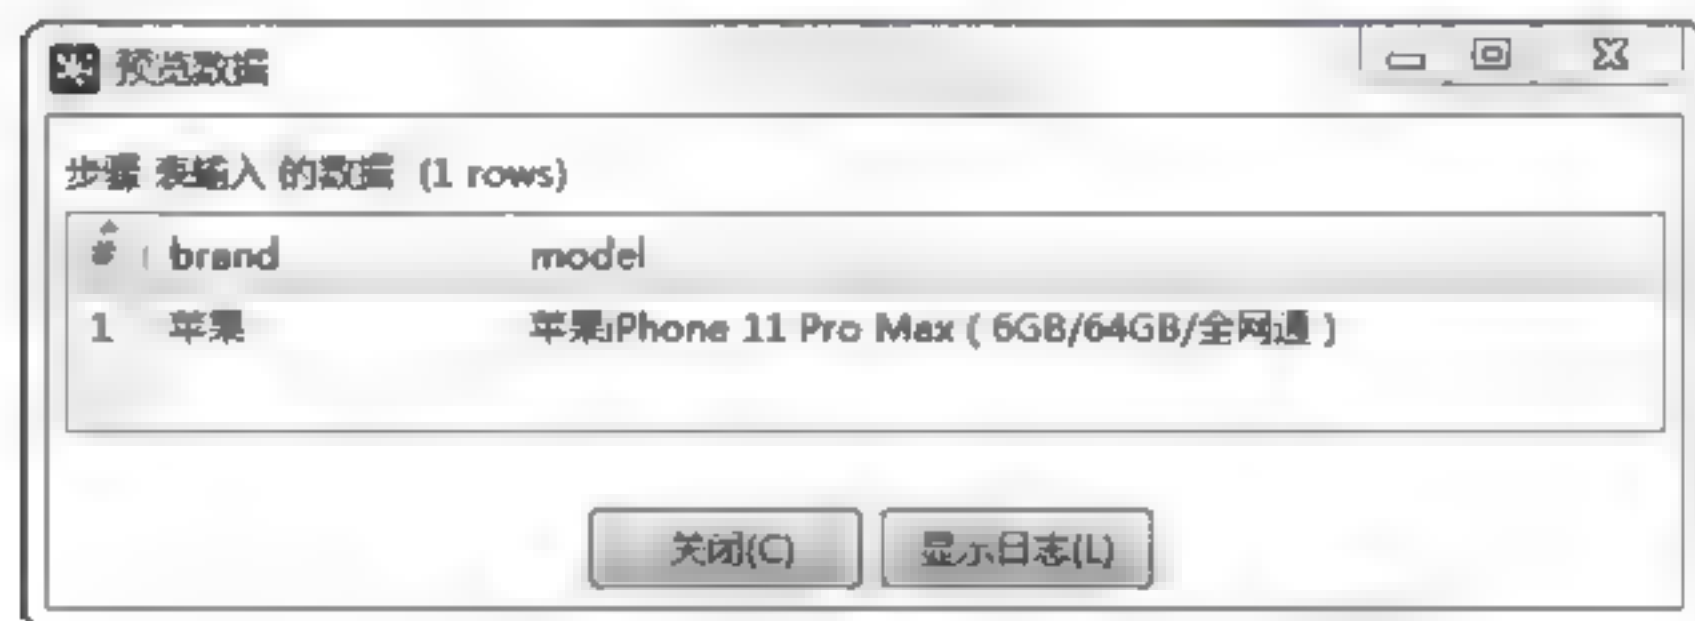 预览数据
步骤 表输入 的数据 (1 rows)
# brand model
1 苹果 苹果iPhone 11 Pro Max ( 6GB/64GB/全网通 )
关闭(C) 显示日志(L)